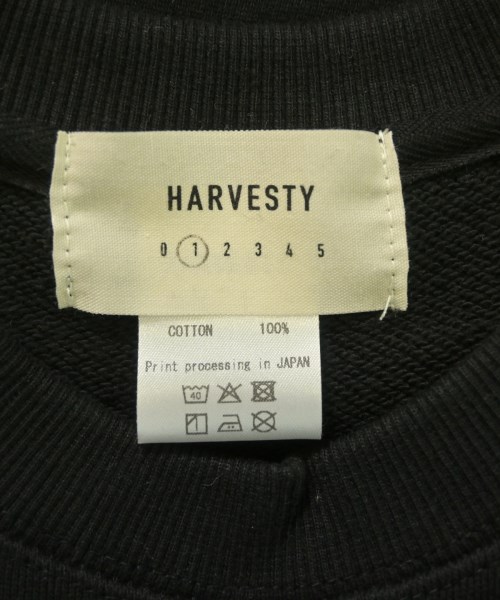 HARVESTY
0 1 2 3 4 5
COTTON 100%
Print processing in JAPAN
40